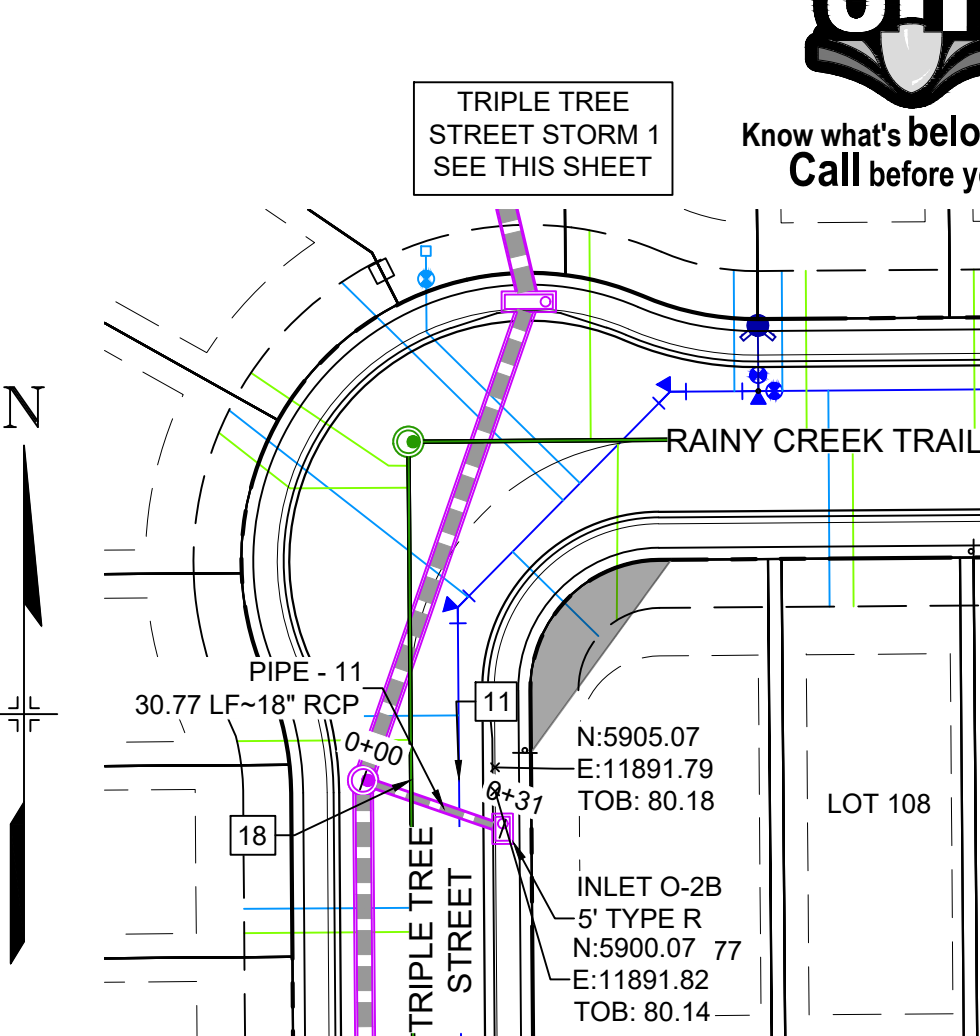 TRIPLE TREE
STREET STORM 1
SEE THIS SHEET
Know what's
Call before
N
RAINY CREEK TRAIL
PIPE - 11
30.77 LF~18" RCP
11
0+00
N:5905.07
E:11891.79
TOB: 80.18
0+31
LOT 108
18
TRIPLE TREE
STREET
INLET O-2B
5' TYPE R
N:5900.07 77
E:11891.82
TOB: 80.14